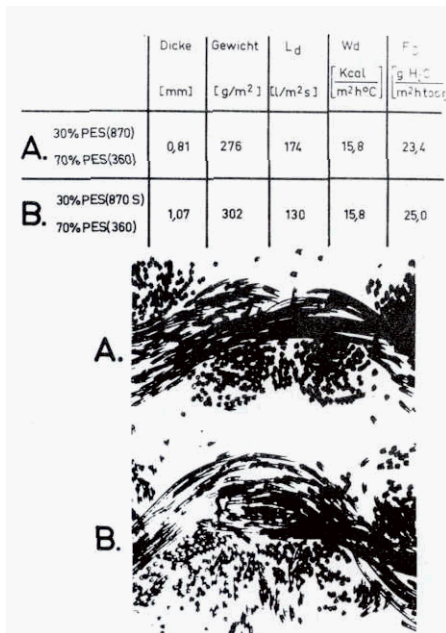 Dicke Gewicht Ld Wd
[mm] [g/m²] [l/m²s] [Kcal/m²h°C]
A. 30% PES(870) 0,81 276 174 15,8 23,4
70% PES(360)
B. 30% PES(870 S) 1,07 302 130 15,8 25,0
70% PES(360)
A.
B.